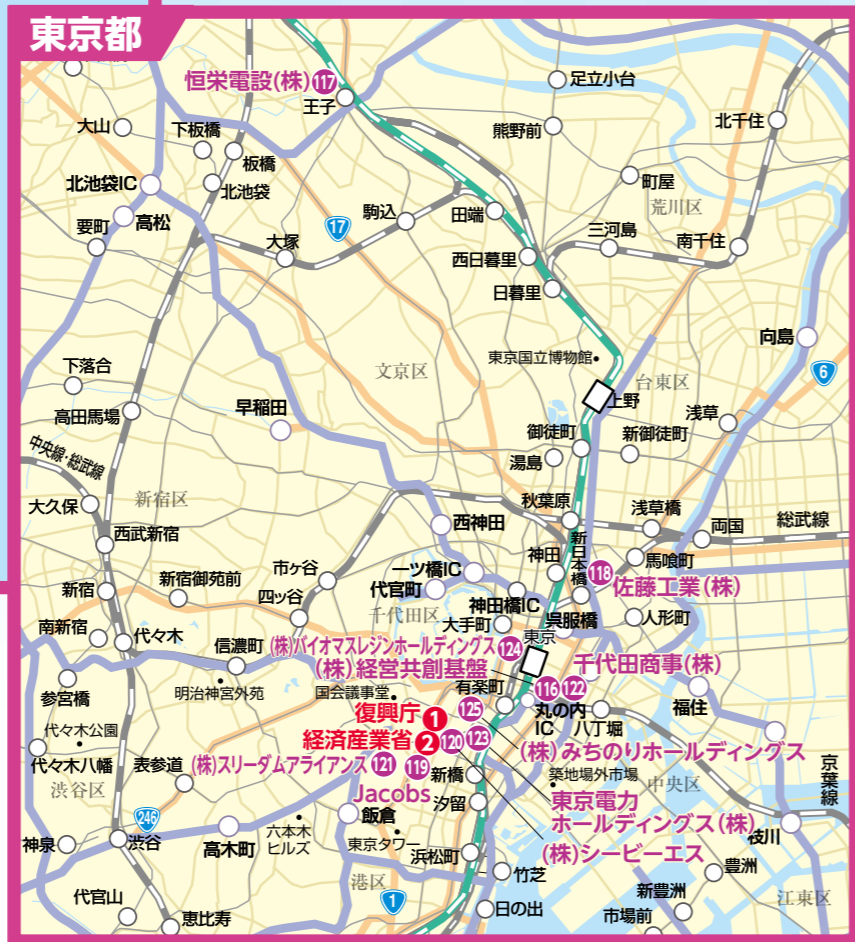 東京都
恒栄電設(株) 117
王子
足立小台
大山
下板橋
板橋
熊野前
北千住
北池袋IC
北池袋
町屋
荒川区
高松
要町
17
駒込
田端
大塚
西日暮里
三河島
南千住
日暮里
向島
6
東京国立博物館
下落合
文京区
台東区
上野
高田馬場
早稲田
浅草
御徒町
新御徒町
湯島
中央線・総武線
大久保
新宿区
秋葉原
浅草橋
西神田
両国
総武線
西武新宿
市ケ谷
一ツ橋IC
神田
新日本橋
馬喰町
新宿
新宿御苑前
代官町
118
佐藤工業(株)
四ッ谷
千代田区
神田橋IC
大手町
呉服橋
人形町
南新宿
代々木
信濃町
(株)バイオマスレジンホールディングス 124
東京
(株)経営共創基盤
千代田商事(株)
参宮橋
明治神宮外苑
国会議事堂
有楽町
116
122
福住
復興庁 1
125
丸の内IC
八丁堀
代々木公園
経済産業省 2
120
123
(株)みちのりホールディングス
代々木八幡
表参道
(株)スリーダムアライアンス 121
119
新橋
築地場外市場
中央区
京葉線
渋谷区
Jacobs
東京電力
ホールディングス(株)
246
飯倉
汐留
枝川
神泉
渋谷
高木町
六本木
ヒルズ
東京タワー
浜松町
(株)シービーエス
竹芝
豊洲
代官山
港区
1
新豊洲
江東区
恵比寿
日の出
市場前